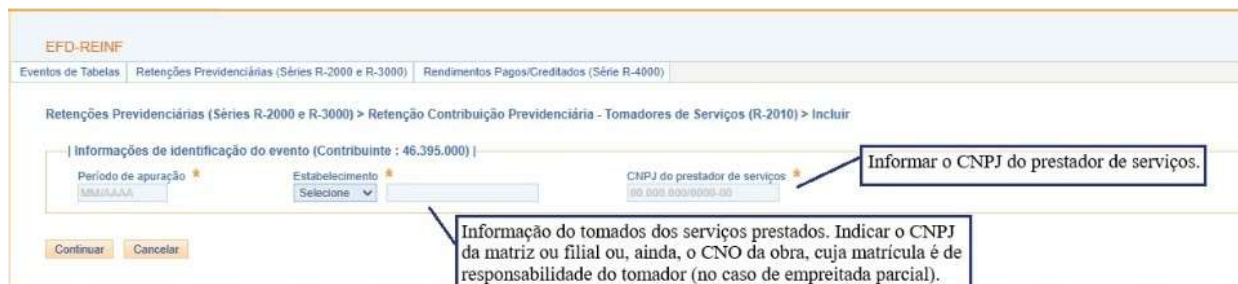 EFD-REINF
Eventos de Tabelas Retenções Previdenciárias (Séries R-2000 e R-3000) Rendimentos Pagos/Creditados (Série R-4000)
Retenções Previdenciárias (Séries R-2000 e R-3000) > Retenção Contribuição Previdenciária - Tomadores de Serviços (R-2010) > Incluir
| Informações de identificação do evento (Contribuinte : 46.395.000) |
Período de apuração * Estabelecimento * CNPJ do prestador de serviços *
MM/AAAA Selecione 00.000.000/0000-00
Informar o CNPJ do prestador de serviços.
Informação do tomados dos serviços prestados. Indicar o CNPJ
da matriz ou filial ou, ainda, o CNO da obra, cuja matrícula é de
responsabilidade do tomador (no caso de empreitada parcial).
Continuar Cancelar